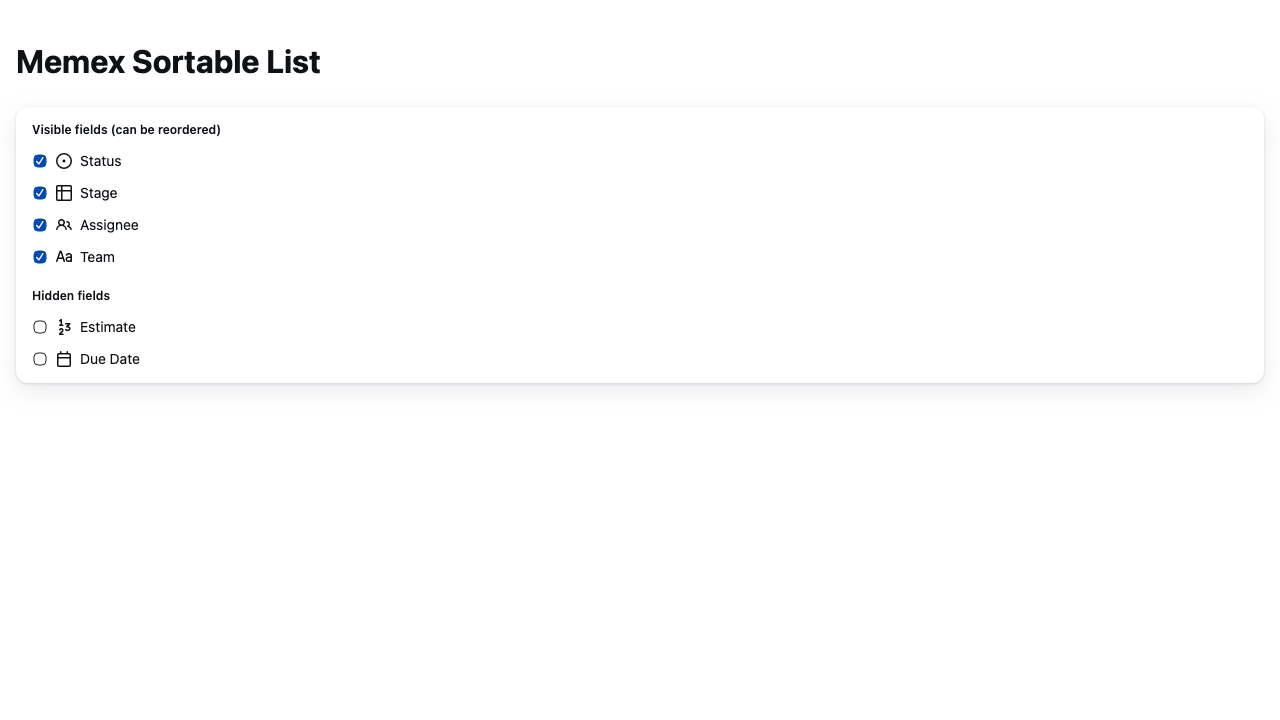 Memex Sortable List
Visible fields (can be reordered)
Status
Stage
Assignee
Aa Team
Hidden fields
Estimate
Due Date